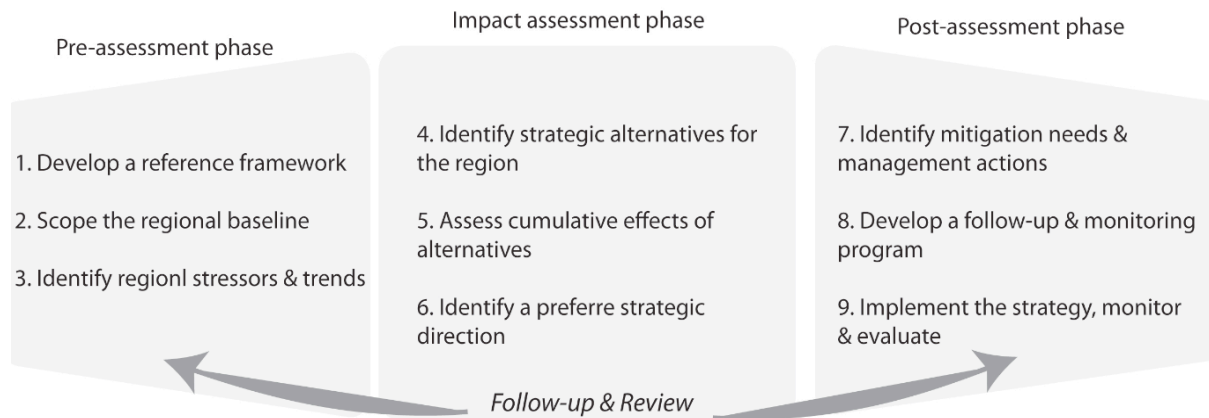 Pre-assessment phase
1. Develop a reference framework
2. Scope the regional baseline
3. Identify regionl stressors & trends
Impact assessment phase
4. Identify strategic alternatives for
the region
5. Assess cumulative effects of
alternatives
6. Identify a preferre strategic
direction
Post-assessment phase
7. Identify mitigation needs &
management actions
8. Develop a follow-up & monitoring
program
9. Implement the strategy, monitor
& evaluate
Follow-up & Review